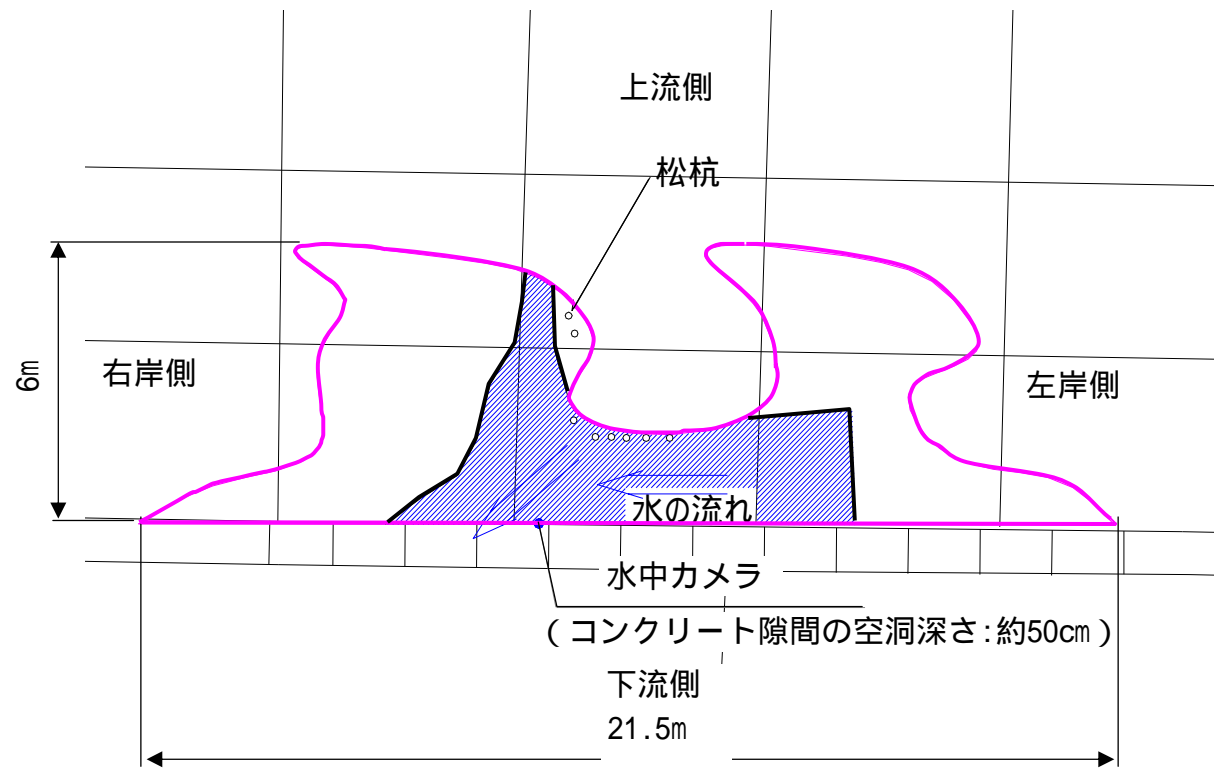 上流側
松杭
6m
右岸側
左岸側
水の流れ
水中カメラ
(コンクリート隙間の空洞深さ:約50㎝)
下流側
21.5m